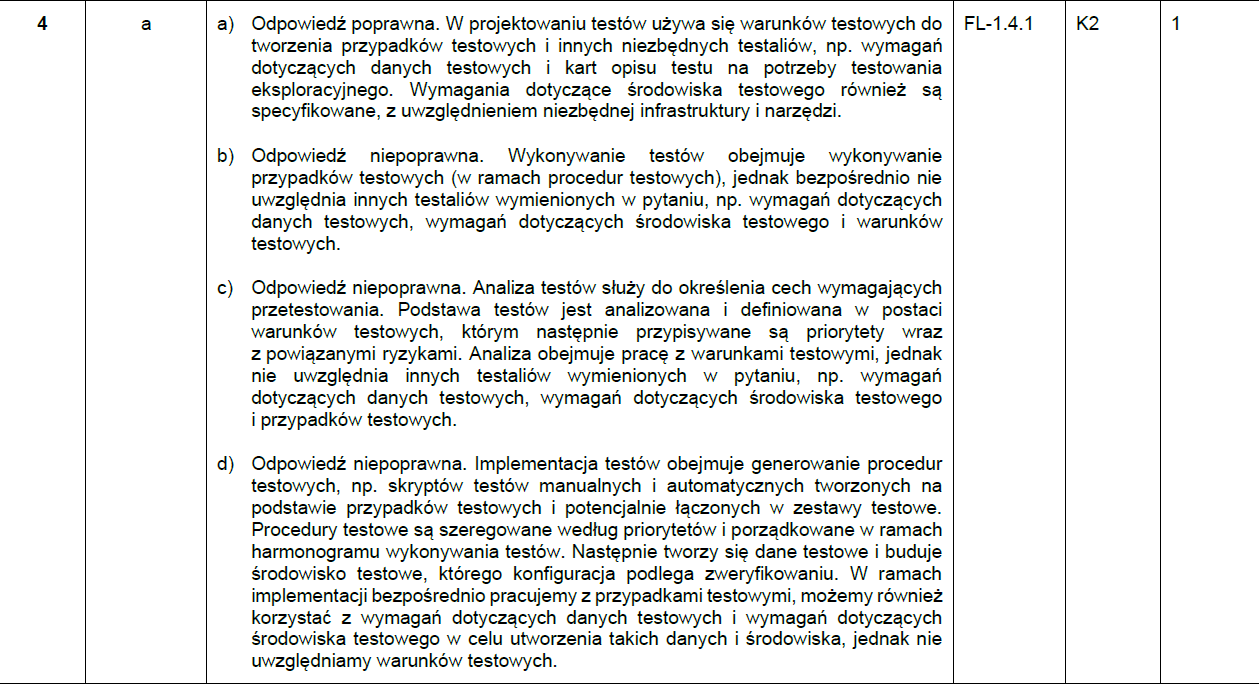 4
a
a) Odpowiedź poprawna. W projektowaniu testów używa się warunków testowych do
tworzenia przypadków testowych i innych niezbędnych testaliów, np. wymagań
dotyczących danych testowych i kart opisu testu na potrzeby testowania
eksploracyjnego. Wymagania dotyczące środowiska testowego również są
specyfikowane, z uwzględnieniem niezbędnej infrastruktury i narzędzi.
b) Odpowiedź niepoprawna. Wykonywanie testów obejmuje wykonywanie
przypadków testowych (w ramach procedur testowych), jednak bezpośrednio nie
uwzględnia innych testaliów wymienionych w pytaniu, np. wymagań dotyczących
danych testowych, wymagań dotyczących środowiska testowego i warunków
testowych.
c) Odpowiedź niepoprawna. Analiza testów służy do określenia cech wymagających
przetestowania. Podstawa testów jest analizowana i definiowana w postaci
warunków testowych, którym następnie przypisywane są priorytety wraz
z powiązanymi ryzykami. Analiza obejmuje pracę z warunkami testowymi, jednak
nie uwzględnia innych testaliów wymienionych w pytaniu, np. wymagań
dotyczących danych testowych, wymagań dotyczących środowiska testowego
i przypadków testowych.
d) Odpowiedź niepoprawna. Implementacja testów obejmuje generowanie procedur
testowych, np. skryptów testów manualnych i automatycznych tworzonych na
podstawie przypadków testowych i potencjalnie łączonych w zestawy testowe.
Procedury testowe są szeregowane według priorytetów i porządkowane w ramach
harmonogramu wykonywania testów. Następnie tworzy się dane testowe i buduje
środowisko testowe, którego konfiguracja podlega zweryfikowaniu. W ramach
implementacji bezpośrednio pracujemy z przypadkami testowymi, możemy również
korzystać z wymagań dotyczących danych testowych i wymagań dotyczących
środowiska testowego w celu utworzenia takich danych i środowiska, jednak nie
uwzględniamy warunków testowych.
FL-1.4.1
K2
1